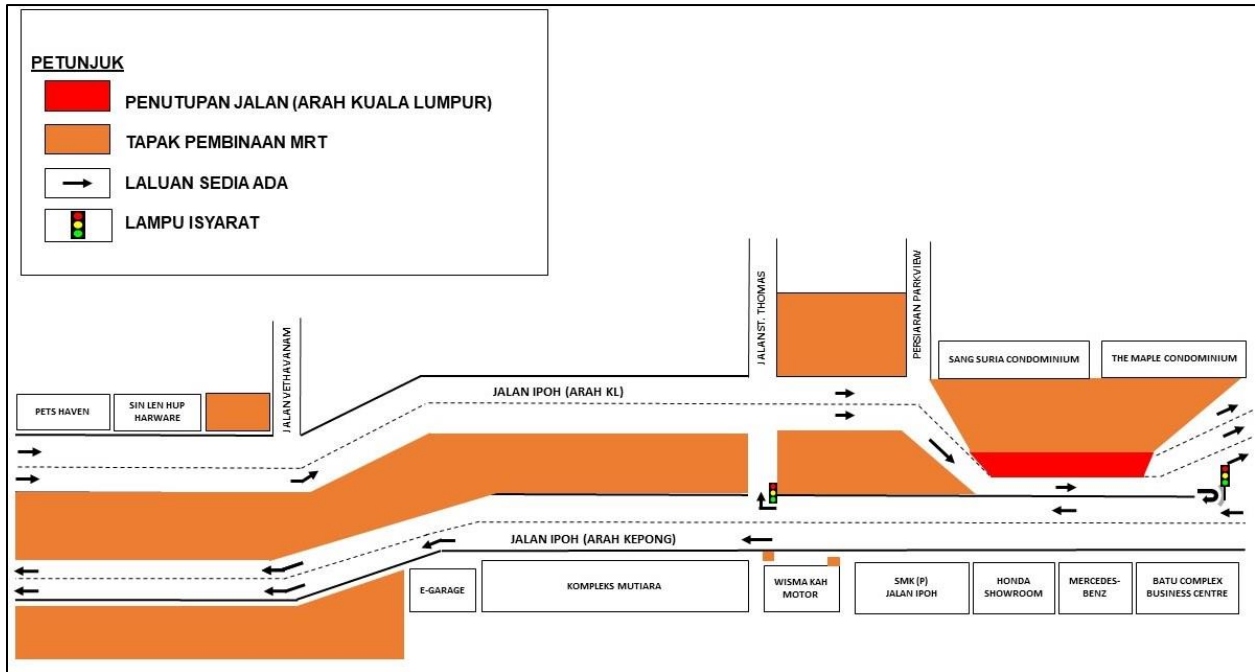 PETUNJUK
PENUTUPAN JALAN (ARAH KUALA LUMPUR)
TAPAK PEMBINAAN MRT
LALUAN SEDIA ADA
LAMPU ISYARAT
JALAN VETHAVANAM
JALAN ST. THOMAS
PERSIARAN PARKVIEW
SANG SURIA CONDOMINIUM
THE MAPLE CONDOMINIUM
PETS HAVEN
SIN LEN HUP
HARWARE
JALAN IPOH (ARAH KL)
JALAN IPOH (ARAH KEPONG)
E-GARAGE
KOMPLEKS MUTIARA
WISMA KAH
MOTOR
SMK (P)
JALAN IPOH
HONDA
SHOWROOM
MERCEDES-
BENZ
BATU COMPLEX
BUSINESS CENTRE